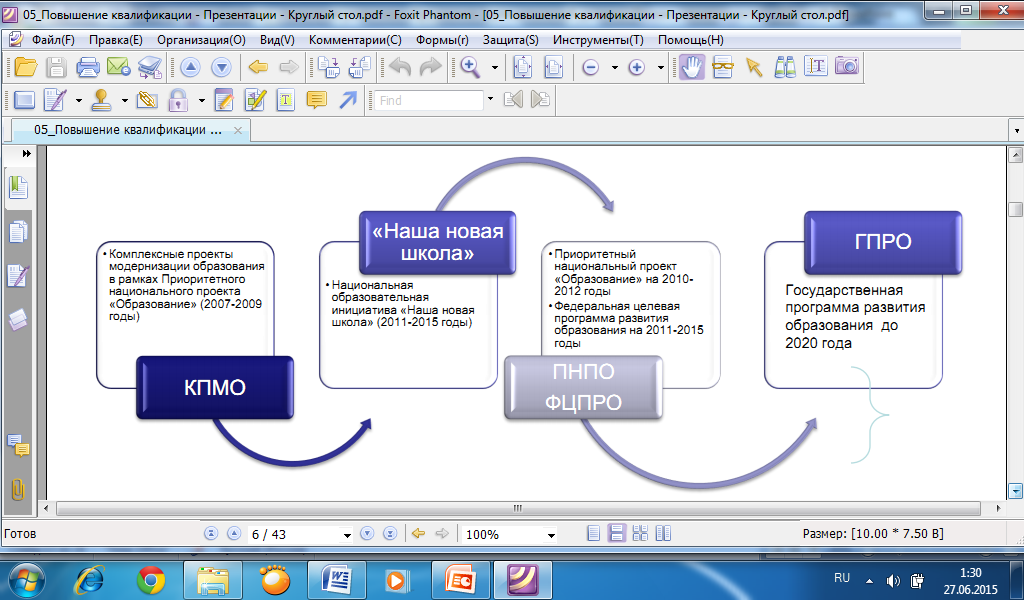 05_Повышение квалификации - Презентации - Круглый стол.pdf - Foxit Phantom - [05_Повышение квалификации - Презентации - Круглый стол.pdf]
Файл(F) Правка(E) Организация(O) Вид(V) Комментарии(C) Формы(r) Защита(S) Инструменты(T) Помощь(H)
Find
05_Повышение квалификации ...
• Комплексные проекты
модернизации образования
в рамках Приоритетного
национального проекта
«Образование» (2007-2009
годы)
КПМО
«Наша новая
школа»
• Национальная
образовательная
инициатива «Наша новая
школа» (2011-2015 годы)
• Приоритетный
национальный проект
«Образование» на 2010-
2012 годы
• Федеральная целевая
программа развития
образования на 2011-2015
годы
ПНПО
ФЦПРО
ГПРО
Государственная
программа развития
образования до
2020 года
Готов
6 / 43
100%
Размер: [10.00 * 7.50 В]
RU
1:30
27.06.2015